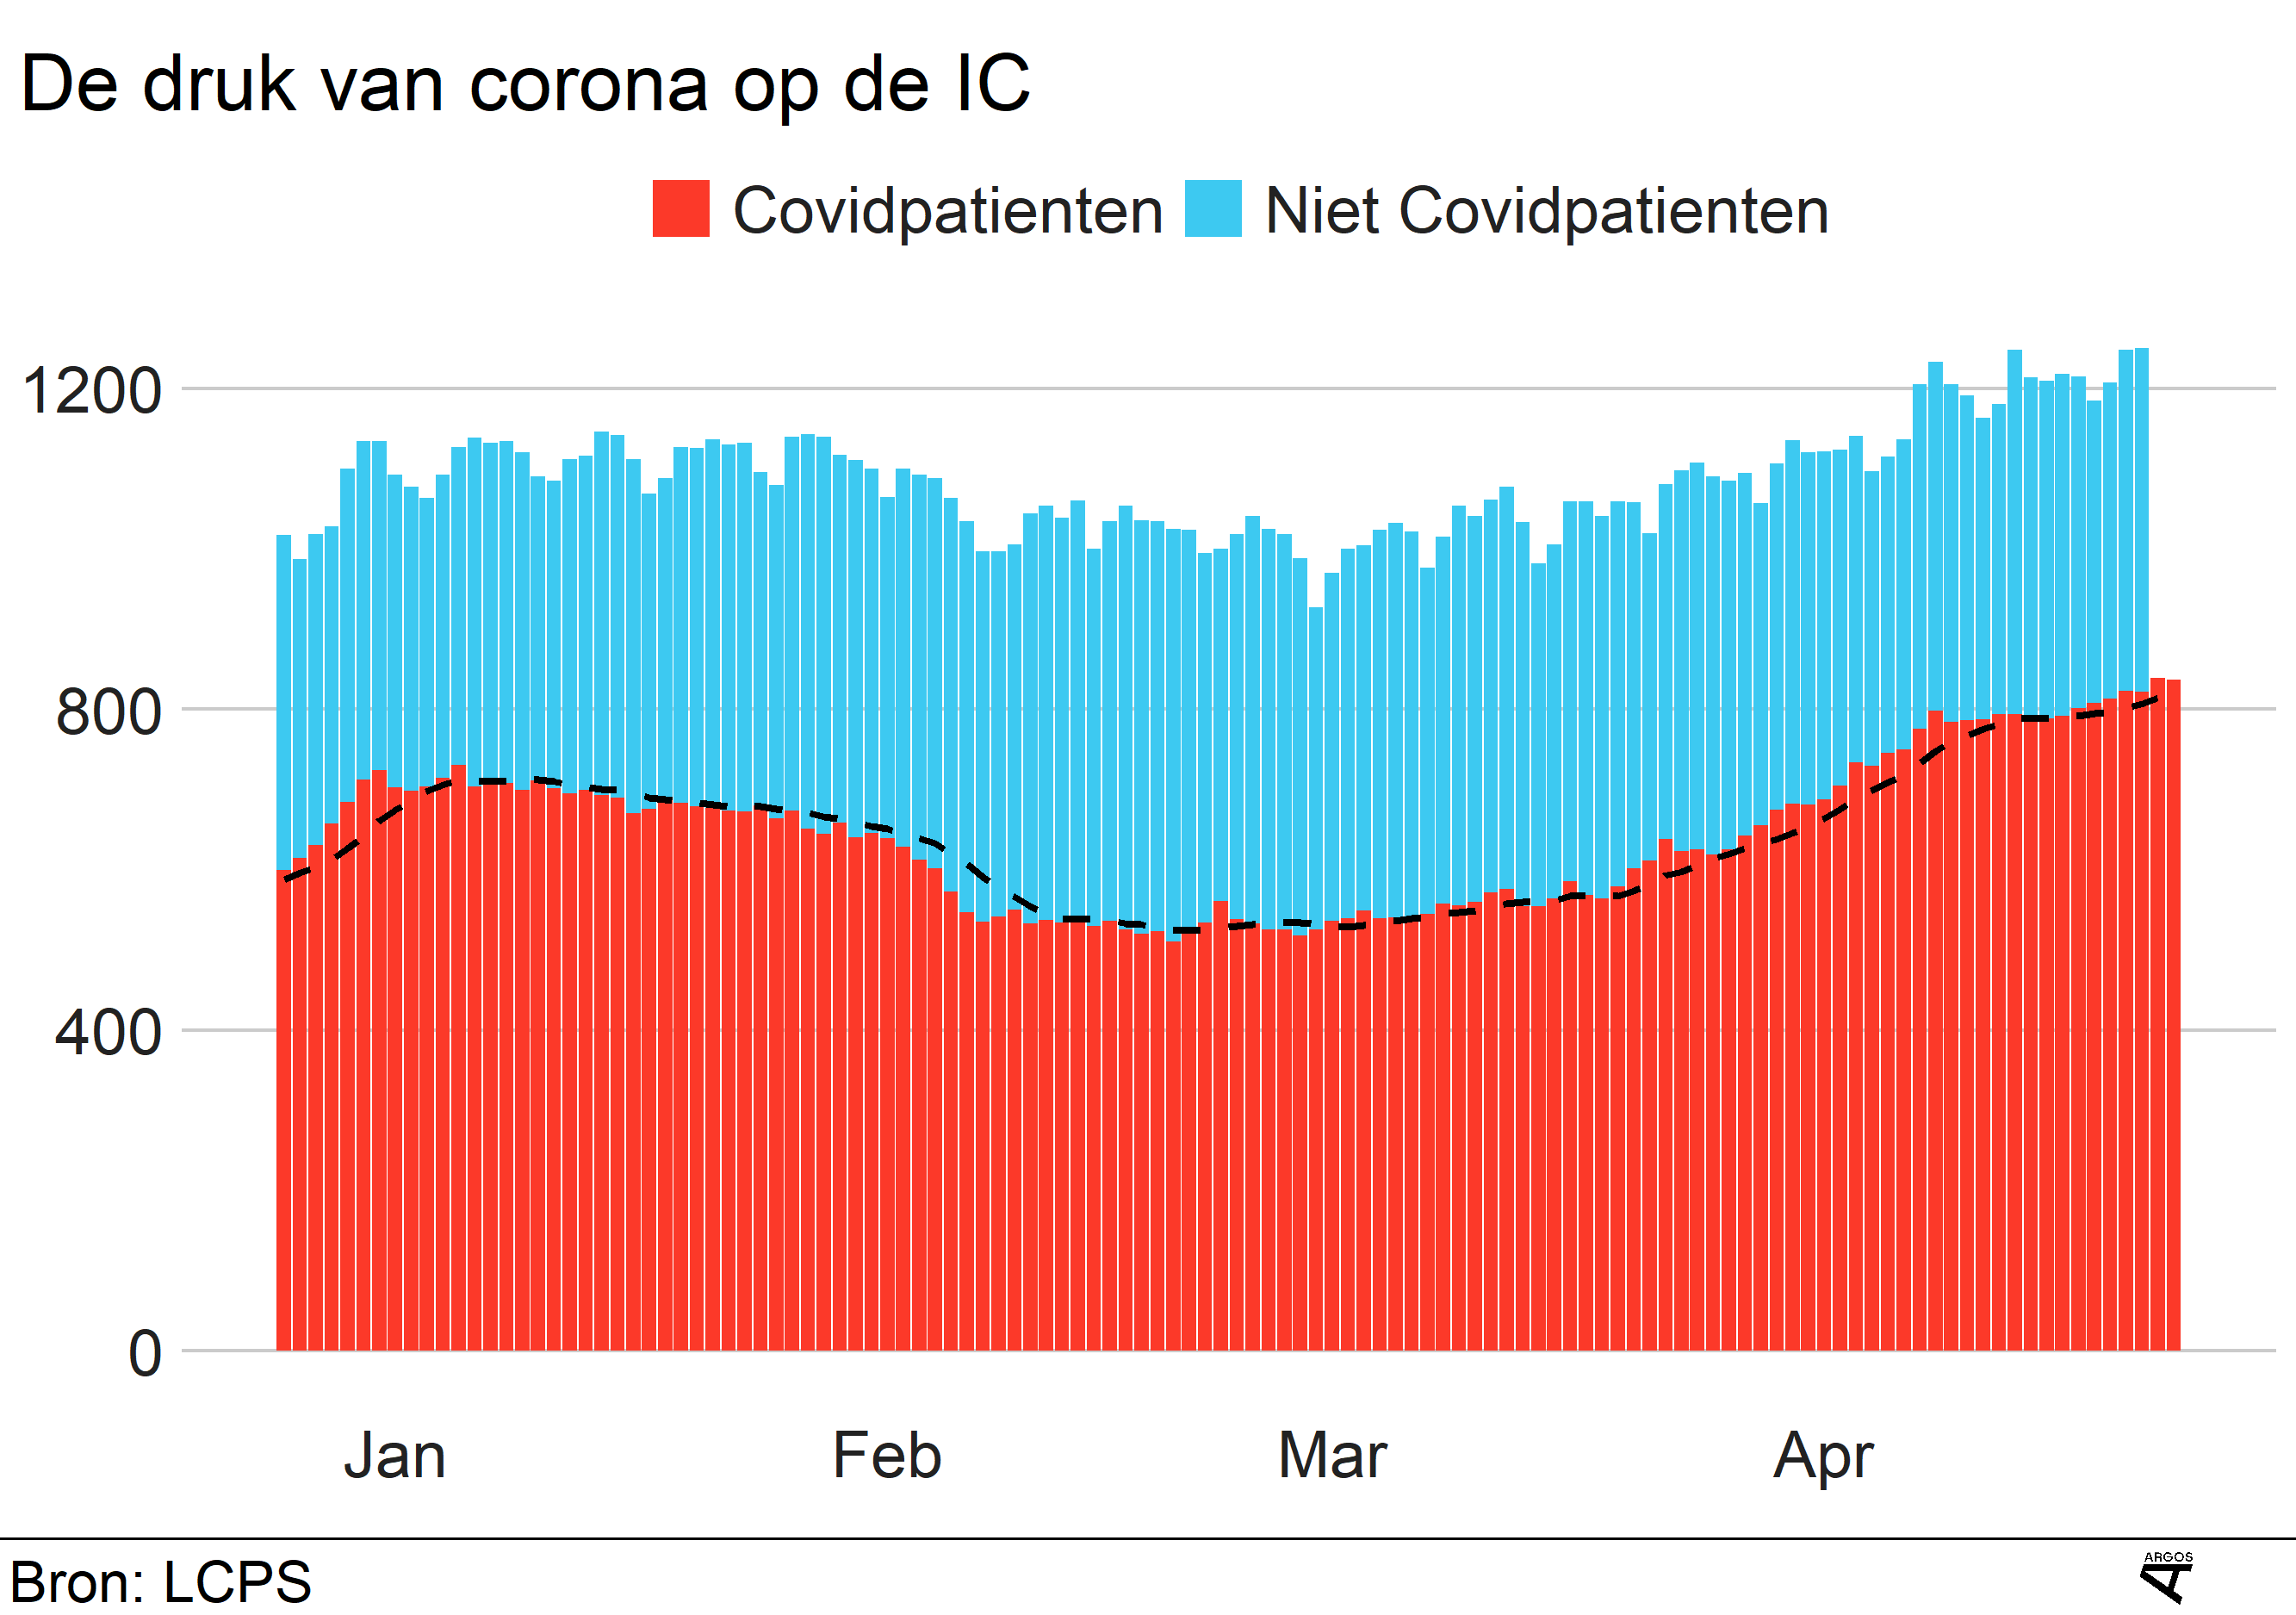 De druk van corona op de IC
Covidpatienten Niet Covidpatienten
1200
800
400
0
Jan Feb Mar Apr
Bron: LCPS
ARGOS
A